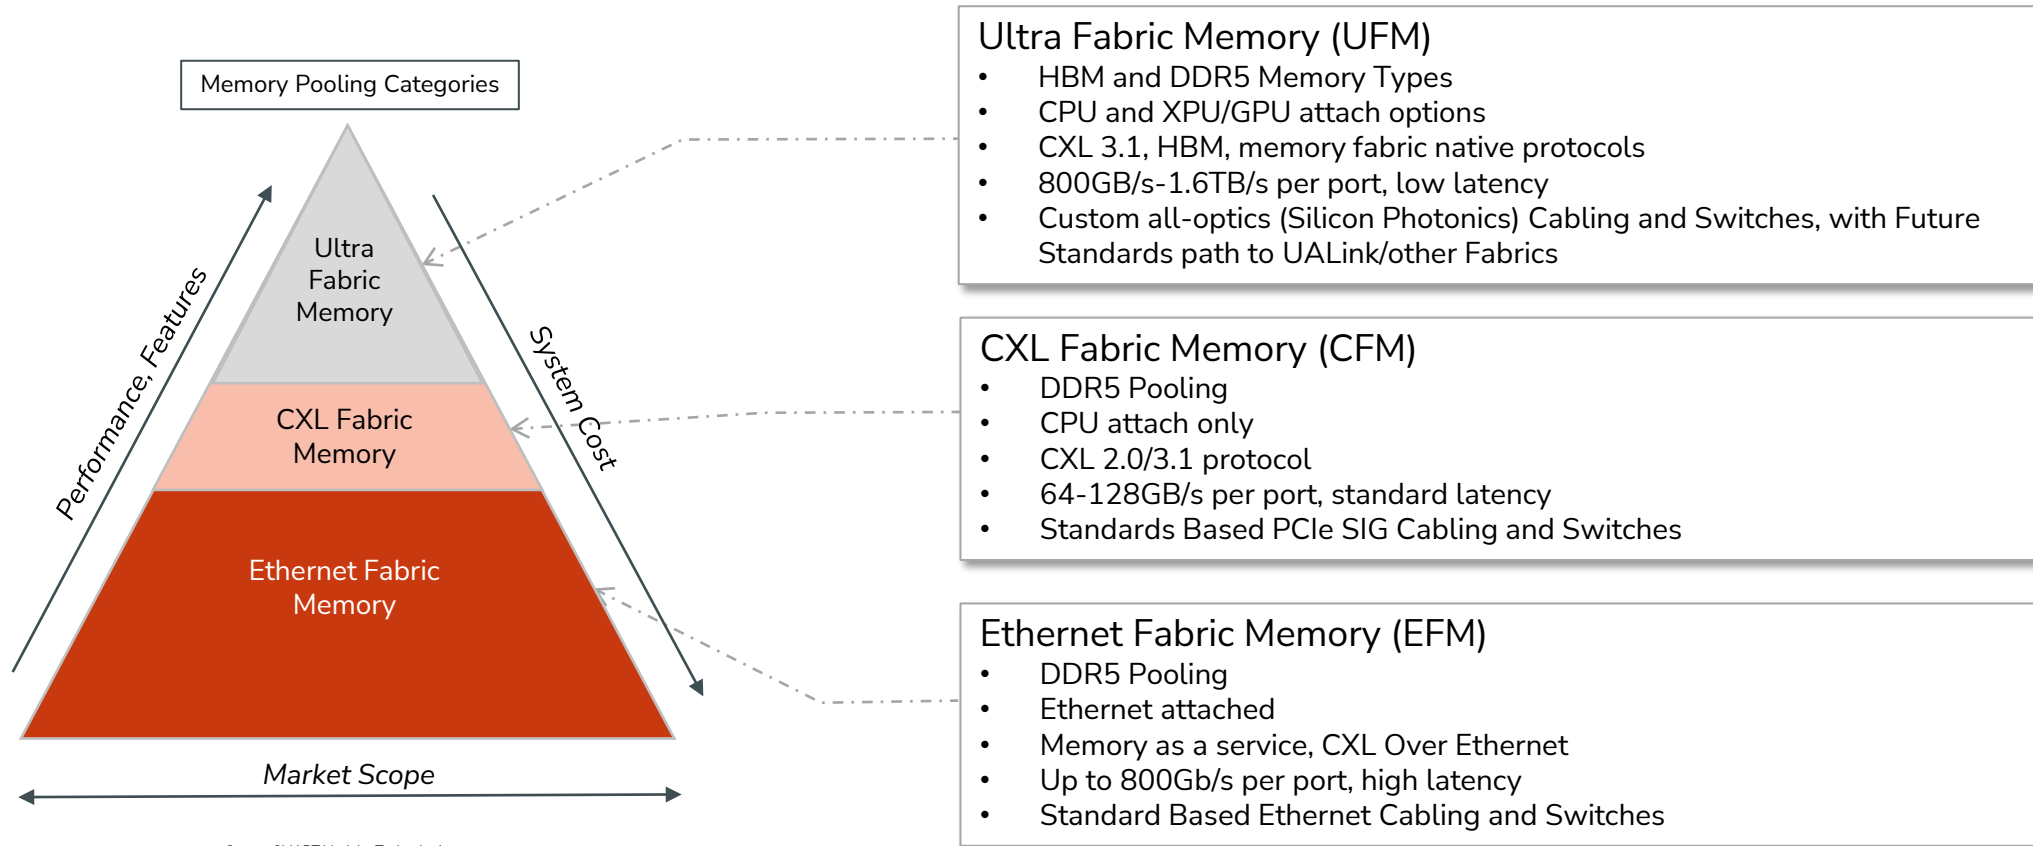 Memory Pooling Categories
Ultra
Fabric
Memory
CXL Fabric
Memory
Ethernet Fabric
Memory
Performance, Features
System Cost
Market Scope
Ultra Fabric Memory (UFM)
• HBM and DDR5 Memory Types
• CPU and XPU/GPU attach options
• CXL 3.1, HBM, memory fabric native protocols
• 800GB/s-1.6TB/s per port, low latency
• Custom all-optics (Silicon Photonics) Cabling and Switches, with Future
Standards path to UALink/other Fabrics
CXL Fabric Memory (CFM)
• DDR5 Pooling
• CPU attach only
• CXL 2.0/3.1 protocol
• 64-128GB/s per port, standard latency
• Standards Based PCIe SIG Cabling and Switches
Ethernet Fabric Memory (EFM)
• DDR5 Pooling
• Ethernet attached
• Memory as a service, CXL Over Ethernet
• Up to 800Gb/s per port, high latency
• Standard Based Ethernet Cabling and Switches